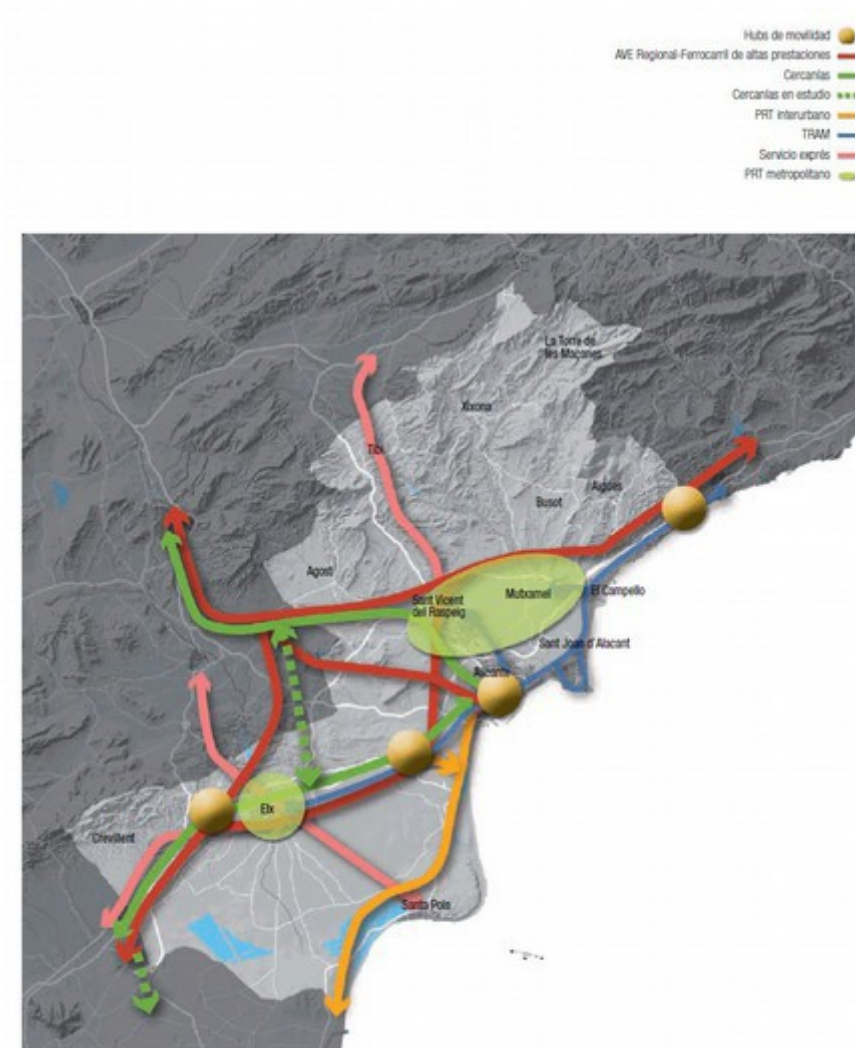 Hubs de movilidad
AVE Regional-Ferrocarril de altas prestaciones
Cercanías
Cercanías en estudio
PRT interurbano
TRAM
Servicio exprés
PRT metropolitano
La Torre de
les Maçanes
Xixona
Tibi
Aigües
Busot
Agost
Mutxamel
El Campello
Sant Vicent
del Raspeig
Sant Joan d'Alacant
Alacant
Elx
Crevillent
Santa Pola